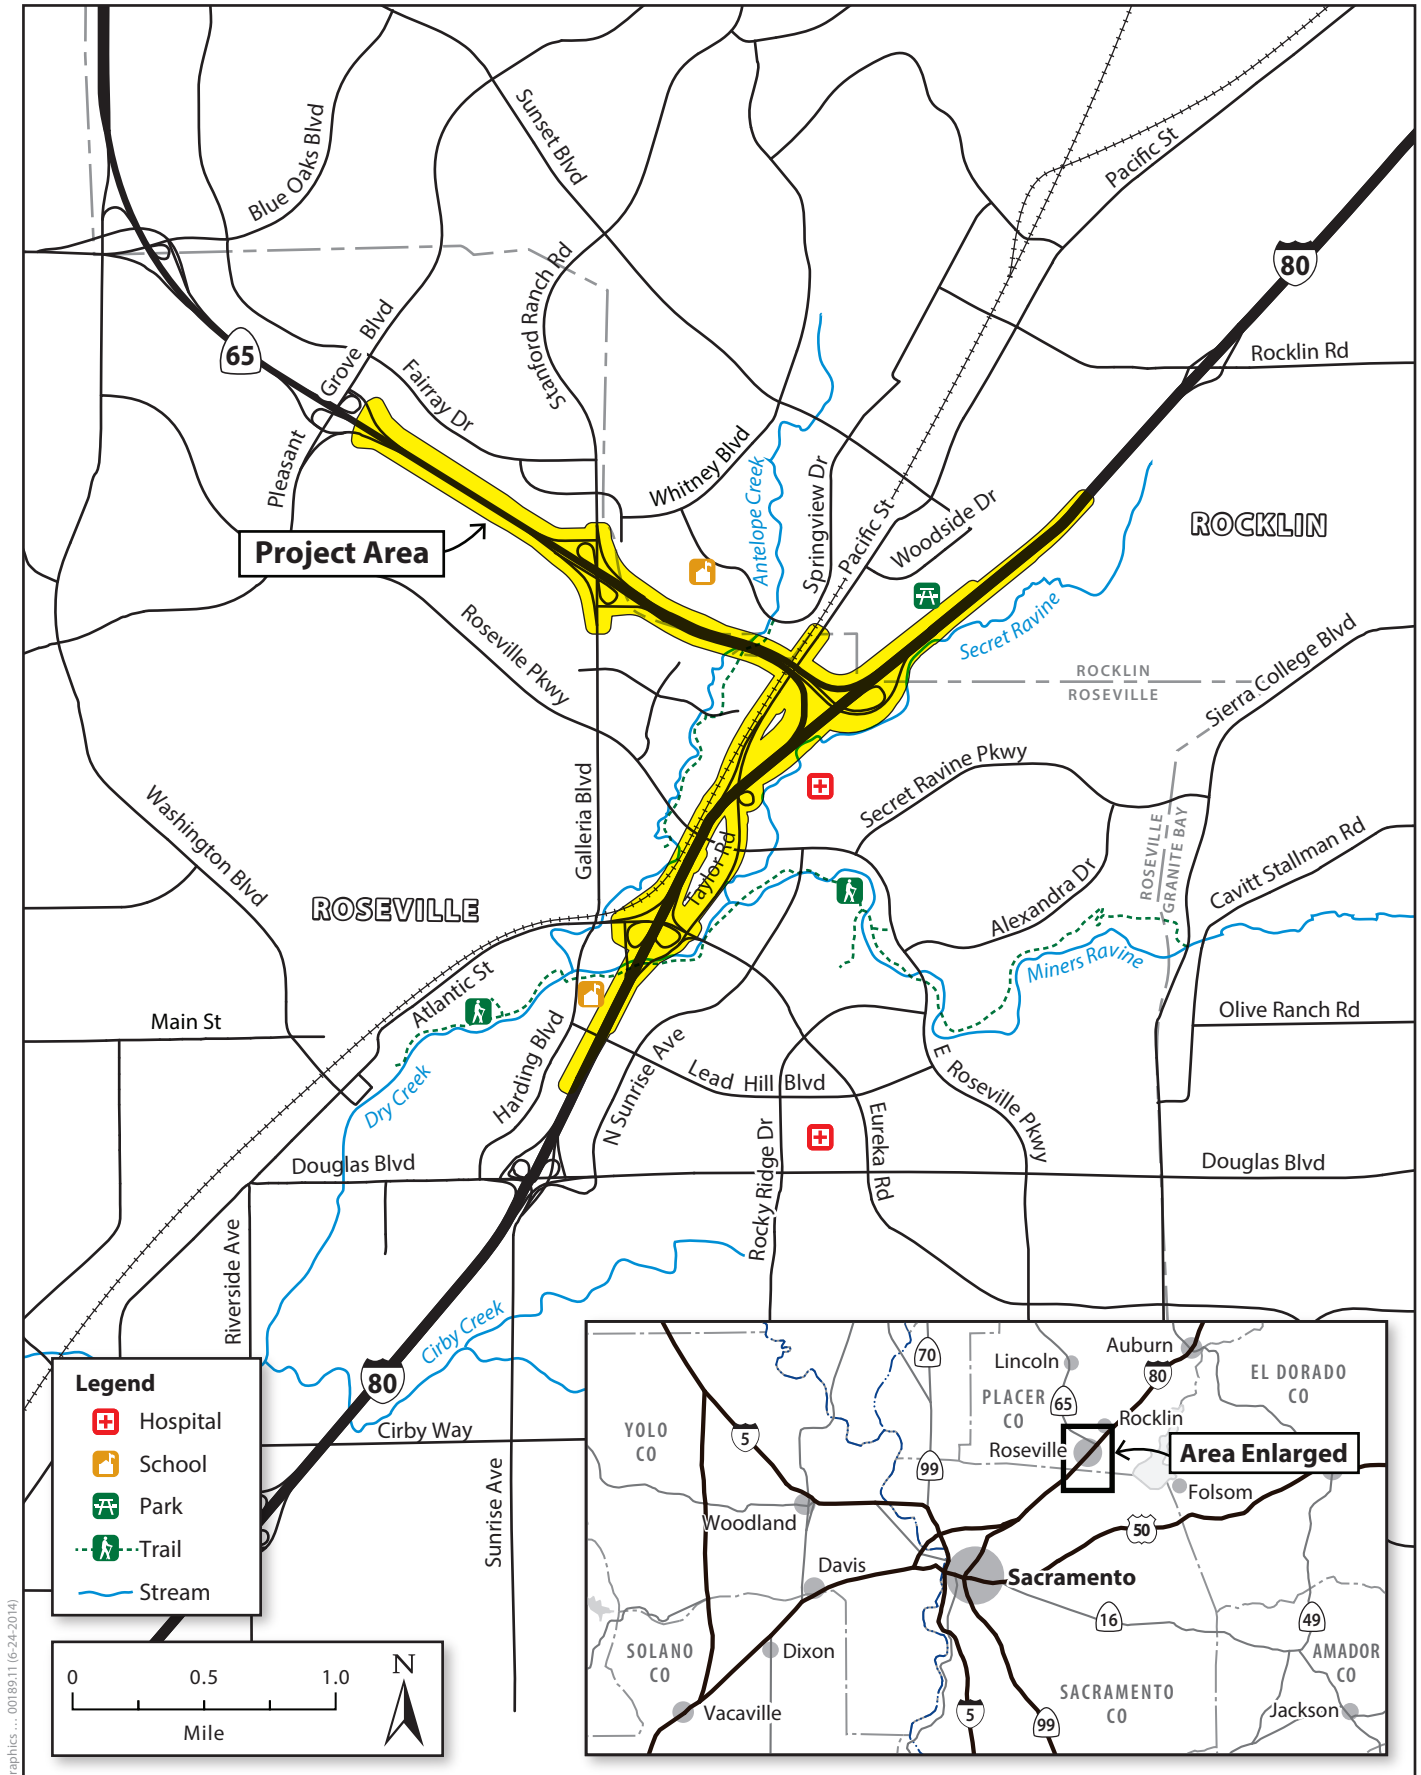 Sunset Blvd
Blue Oaks Blvd
Pacific St
80
Stanford Ranch Rd
65
Grove Blvd
Rocklin Rd
Fairray Dr
Pleasant
Whitney Blvd
Antelope Creek
Springview Dr
Pacific St
Woodside Dr
ROCKLIN
Project Area
Secret Ravine
Roseville Pkwy
ROCKLIN
ROSEVILLE
Sierra College Blvd
Galleria Blvd
Secret Ravine Pkwy
Washington Blvd
Taylor Rd
ROSEVILLE
GRANITE BAY
Cavitt Stallman Rd
ROSEVILLE
Alexandra Dr
Miners Ravine
Atlantic St
Main St
Olive Ranch Rd
Harding Blvd
N Sunrise Ave
Lead Hill Blvd
E Roseville Pkwy
Dry Creek
Eureka Rd
Rocky Ridge Dr
Douglas Blvd
Douglas Blvd
Riverside Ave
Cirby Creek
80
Cirby Way
Sunrise Ave
Legend
Hospital
School
Park
Trail
Stream
0 0.5 1.0
Mile
N
raphics … 00189.11 (6-24-2014)
70
Lincoln
Auburn
80
EL DORADO
CO
PLACER
CO
65
Rocklin
YOLO
CO
5
Roseville
Area Enlarged
99
Folsom
Woodland
50
Davis
Sacramento
16
49
SOLANO
CO
Dixon
AMADOR
CO
SACRAMENTO
CO
Vacaville
5
99
Jackson